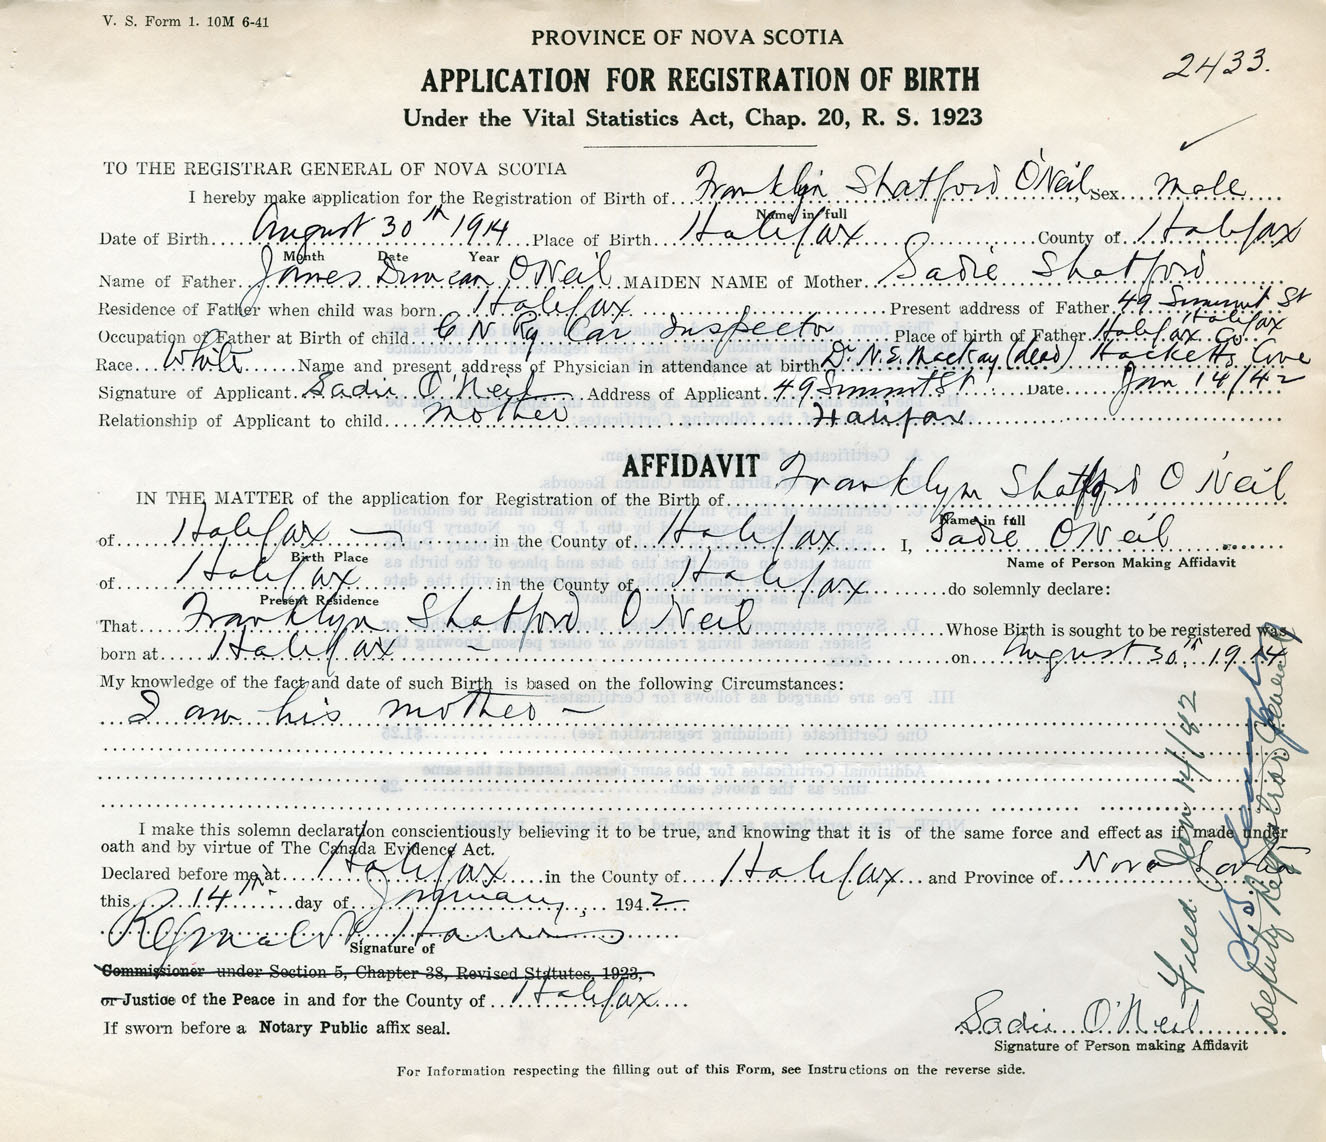 V. S. Form 1. 10M 6-41
PROVINCE OF NOVA SCOTIA
2433.
APPLICATION FOR REGISTRATION OF BIRTH
Under the Vital Statistics Act, Chap. 20, R. S. 1923
TO THE REGISTRAR GENERAL OF NOVA SCOTIA
I hereby make application for the Registration of Birth of Franklyn Shatford O'Neil, Sex male
Name in full
Date of Birth August 30th 1914 Place of Birth Halifax County of Halifax
Month Date Year
Name of Father James Duncan O'Neil MAIDEN NAME of Mother Sadie Shatford
Residence of Father when child was born Halifax Present address of Father 49 Summit St Halifax
Occupation of Father at Birth of child C N Ry Car Inspector Place of birth of Father Halifax Co. Hacketts Cove
Race White Name and present address of Physician in attendance at birth Dr. N.E. Mackay (dead)
Signature of Applicant Sadie O'Neil Address of Applicant 49 Summit St Date Jan 14/42
Relationship of Applicant to child mother Halifax
AFFIDAVIT
IN THE MATTER of the application for Registration of the Birth of Franklyn Shatford O'Neil
Name in full
of Halifax in the County of Halifax I, Sadie O'Neil
Birth Place Name of Person Making Affidavit
of Halifax in the County of Halifax do solemnly declare:
Present Residence
That Franklyn Shatford O'Neil Whose Birth is sought to be registered was
born at Halifax on August 30th 1914
My knowledge of the fact and date of such Birth is based on the following Circumstances:
I am his mother -
I make this solemn declaration conscientiously believing it to be true, and knowing that it is of the same force and effect as if made under
oath and by virtue of The Canada Evidence Act.
Declared before me at Halifax in the County of Halifax and Province of Nova Scotia
this 14th day of January, 1942
Reginald V Harris
Signature of
Commissioner under Section 5, Chapter 38, Revised Statutes, 1923,
or Justice of the Peace in and for the County of Halifax
If sworn before a Notary Public affix seal.
Sadie O'Neil
Signature of Person making Affidavit
For Information respecting the filling out of this Form, see Instructions on the reverse side.
Filed. Jan 14/42
Deputy Registrar General